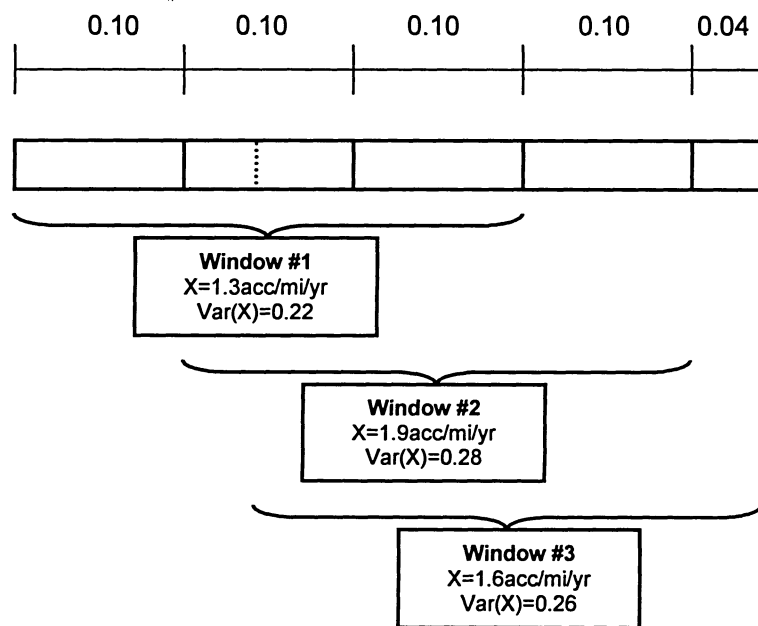 0.10 0.10 0.10 0.10 0.04
Window #1
X=1.3acc/mi/yr
Var(X)=0.22
Window #2
X=1.9acc/mi/yr
Var(X)=0.28
Window #3
X=1.6acc/mi/yr
Var(X)=0.26